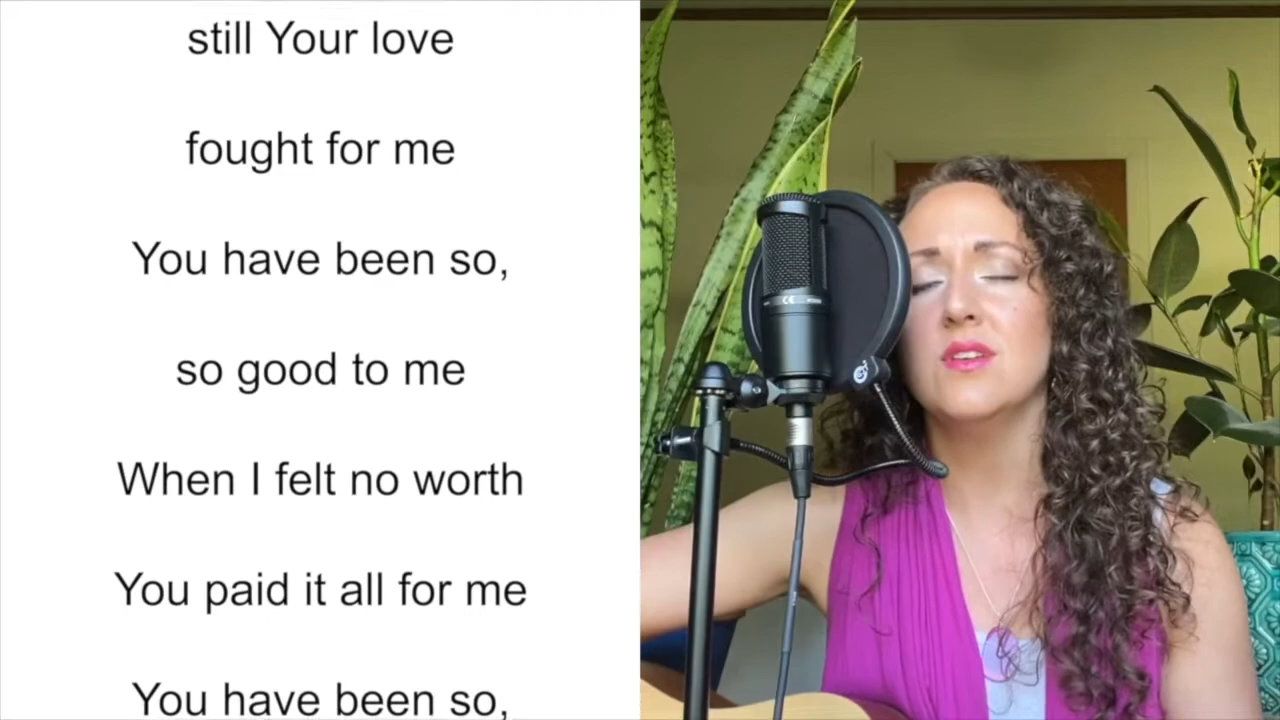 still Your love
fought for me
You have been so,
so good to me
When I felt no worth
You paid it all for me
You have been so,